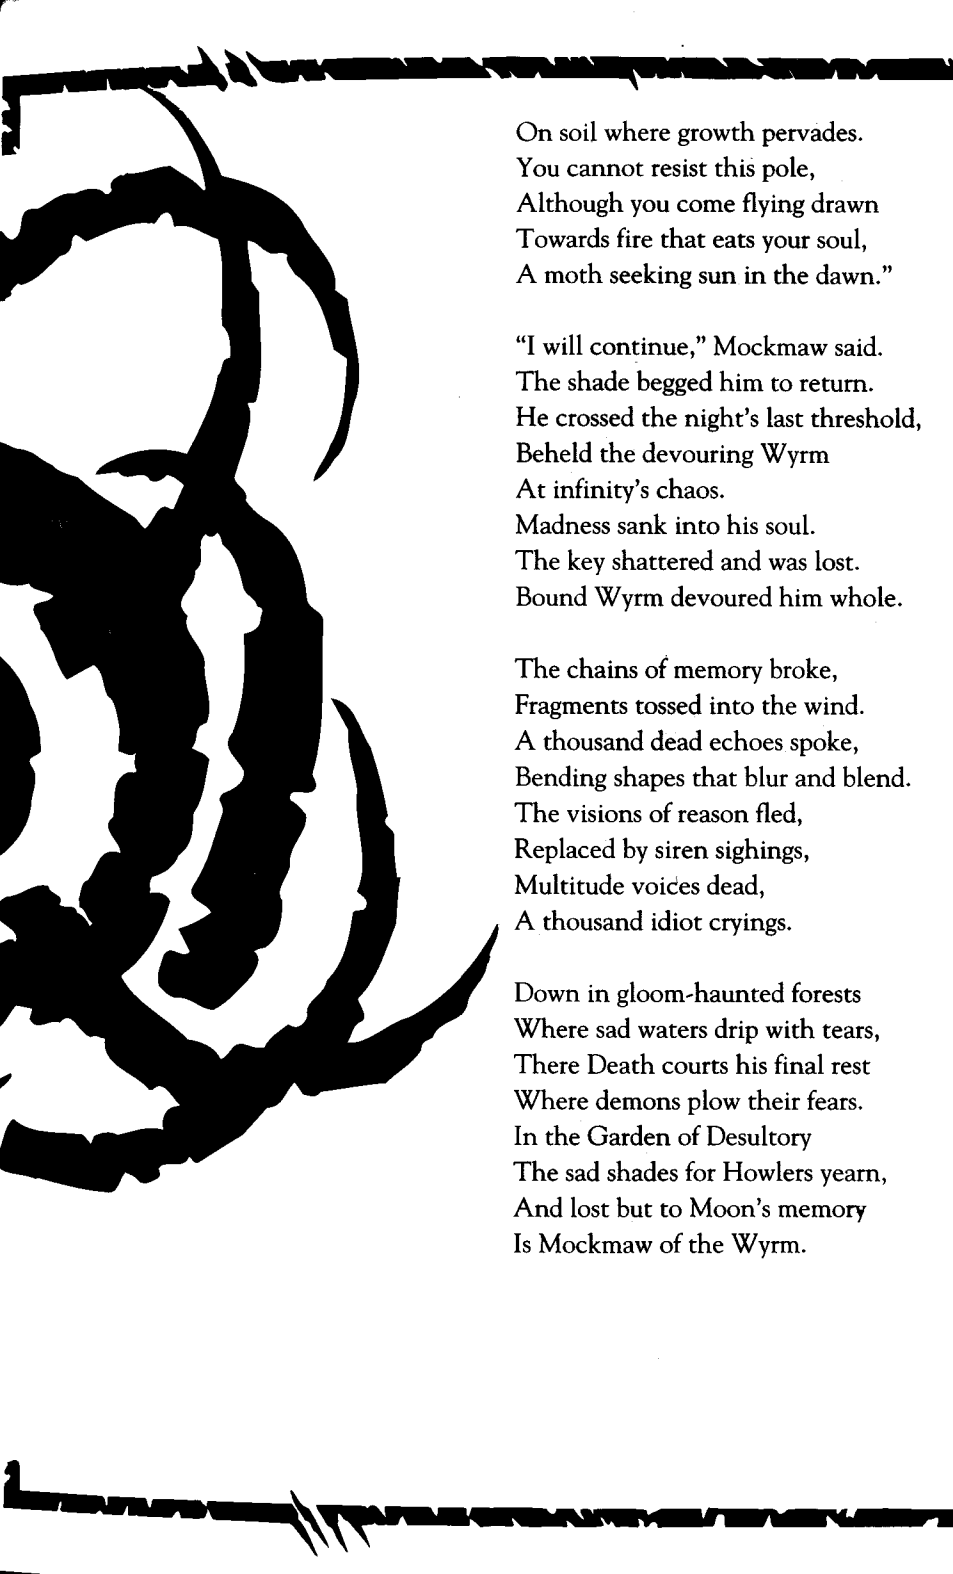 On soil where growth pervades.
You cannot resist this pole,
Although you come flying drawn
Towards fire that eats your soul,
A moth seeking sun in the dawn.”
“I will continue,” Mockmaw said.
The shade begged him to return.
He crossed the night’s last threshold,
Beheld the devouring Wyrm
At infinity’s chaos.
Madness sank into his soul.
The key shattered and was lost.
Bound Wyrm devoured him whole.
The chains of memory broke,
Fragments tossed into the wind.
A thousand dead echoes spoke,
Bending shapes that blur and blend.
The visions of reason fled,
Replaced by siren sighings,
Multitude voices dead,
A thousand idiot cryings.
Down in gloom-haunted forests
Where sad waters drip with tears,
There Death courts his final rest
Where demons plow their fears.
In the Garden of Desultory
The sad shades for Howlers yearn,
And lost but to Moon’s memory
Is Mockmaw of the Wyrm.